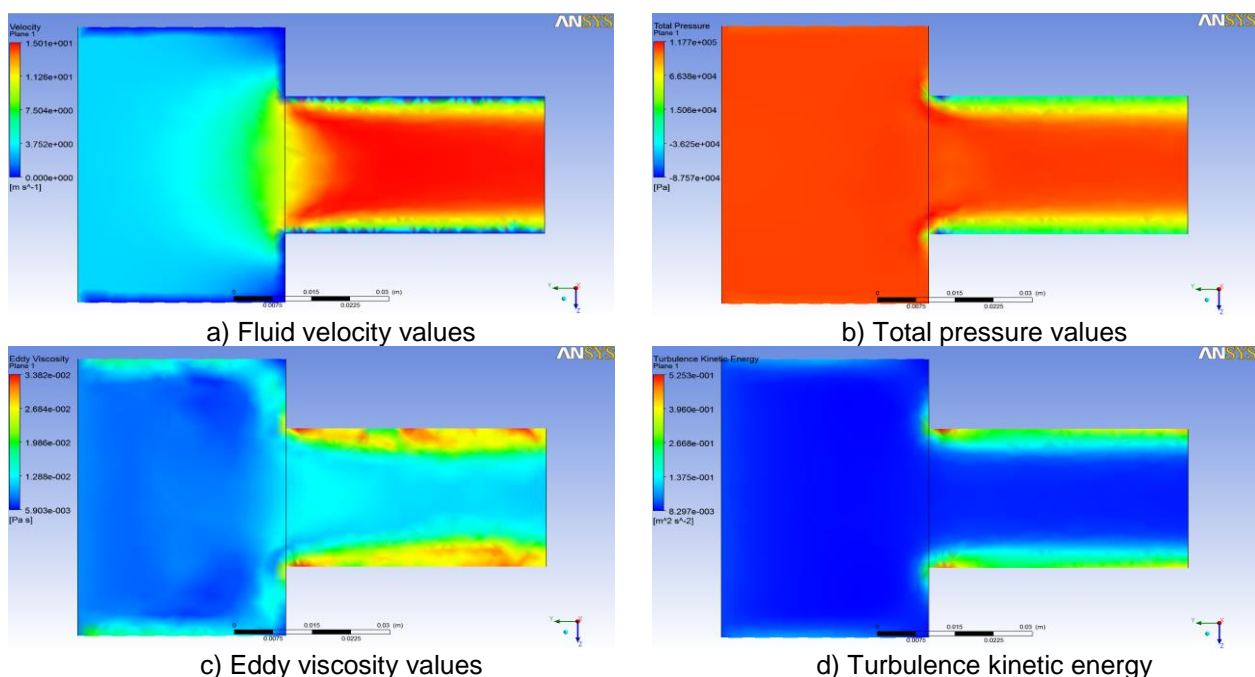 Velocity
Plane 1
1.501e+001
1.126e+001
7.504e+000
3.752e+000
0.000e+000
[m s^-1]
ANSYS
0
0.015
0.03
(m)
0.0075
0.0225
Y
X
Z
a) Fluid velocity values
Total Pressure
Plane 1
1.177e+005
6.638e+004
1.506e+004
-3.625e+004
-8.757e+004
[Pa]
ANSYS
0
0.015
0.03
(m)
0.0075
0.0225
Y
X
Z
b) Total pressure values
Eddy Viscosity
Plane 1
3.382e-002
2.684e-002
1.986e-002
1.288e-002
5.903e-003
[Pa s]
ANSYS
0
0.015
0.03
(m)
0.0075
0.0225
Y
X
Z
c) Eddy viscosity values
Turbulence Kinetic Energy
Plane 1
5.253e-001
3.960e-001
2.668e-001
1.375e-001
8.297e-003
[m^2 s^-2]
ANSYS
0
0.015
0.03
(m)
0.0075
0.0225
Y
X
Z
d) Turbulence kinetic energy